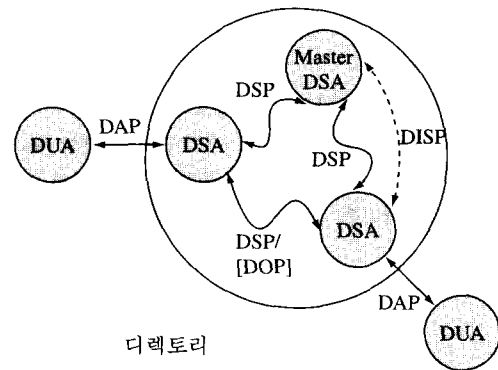 Master
DSA
DSP
DAP
DUA
DSA
DSP
DISP
DSP/
[DOP]
DSA
DAP
DUA
디렉토리